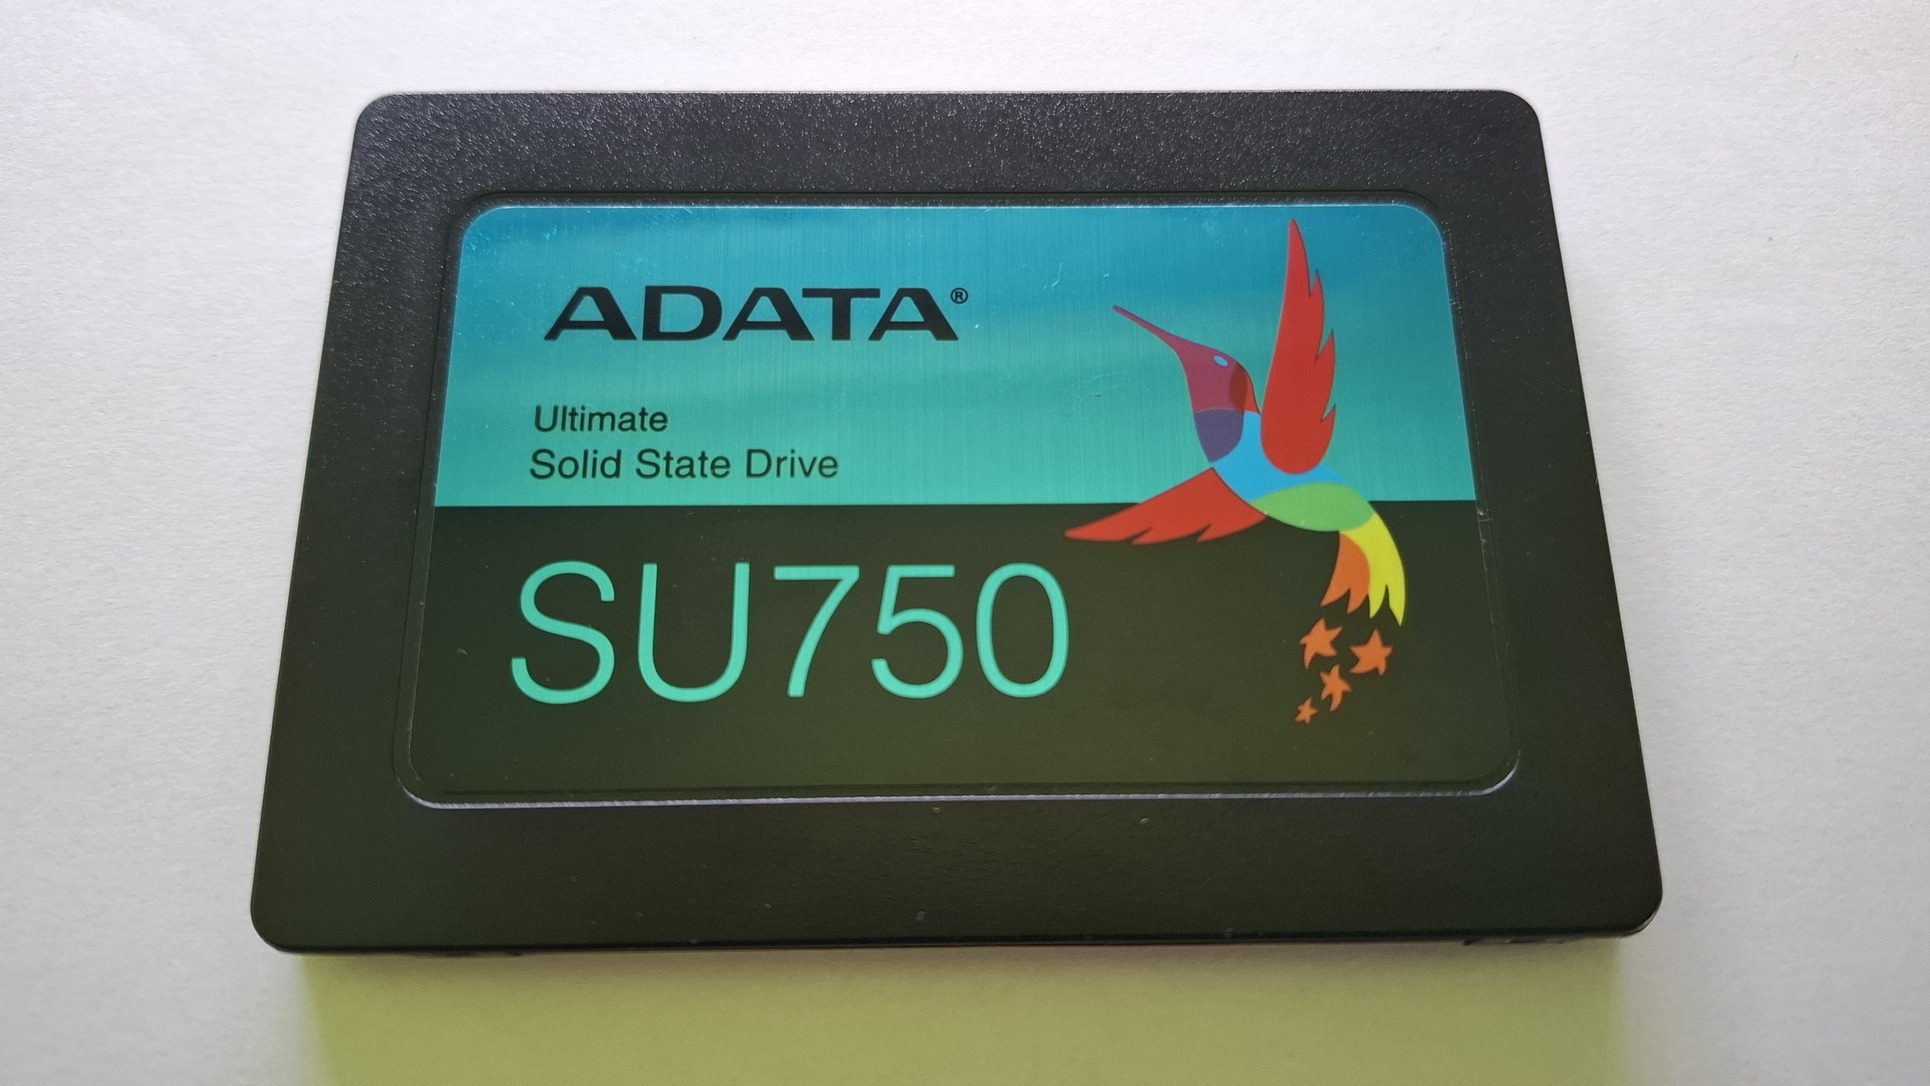 ADATA®
Ultimate
Solid State Drive
SU750